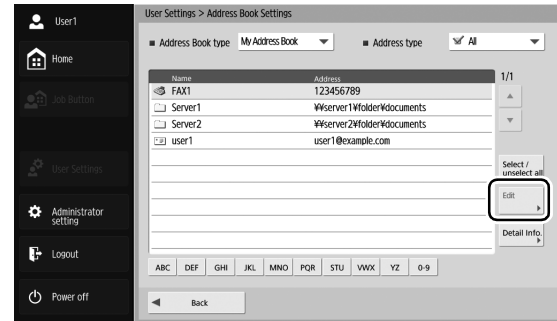 User1
Home
Job Button
User Settings
Administrator
setting
Logout
Power off
User Settings > Address Book Settings
Address Book type
My Address Book
Address type
All
Name Address
FAX1 123456789
Server1 ¥¥server1¥folder¥documents
Server2 ¥¥server2¥folder¥documents
user1 user1@example.com
1/1
Select /
unselect all
Edit
Detail Info.
ABC DEF GHI JKL MNO PQR STU VWX YZ 0-9
Back